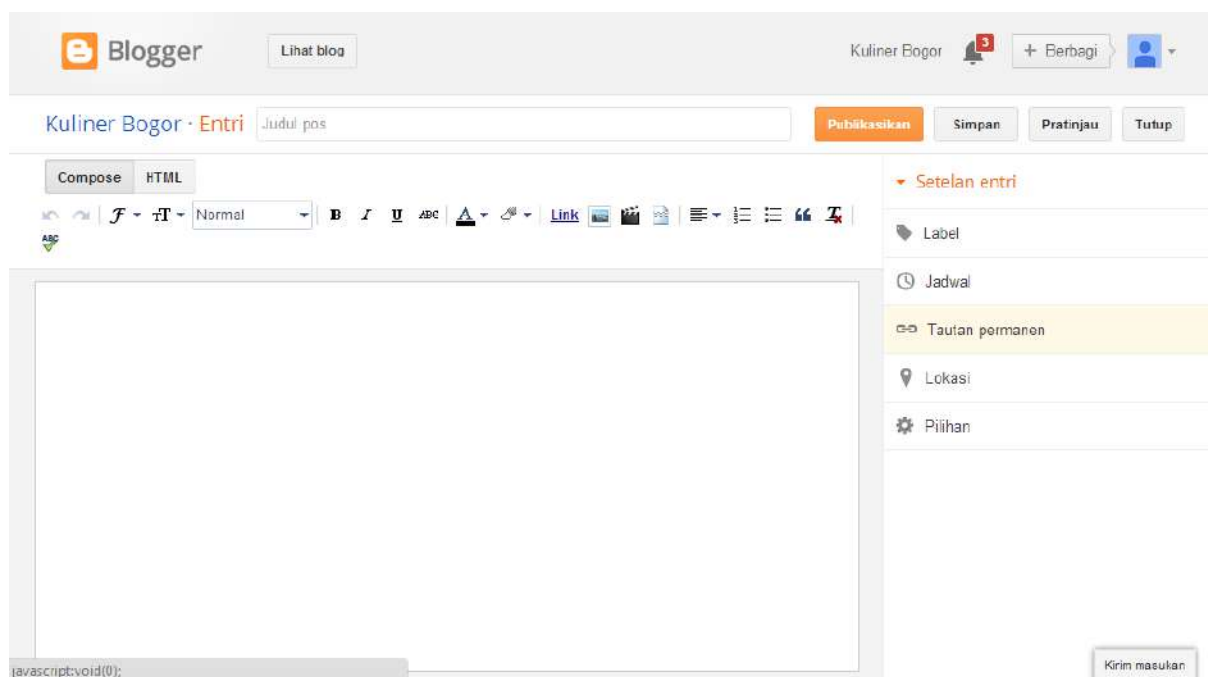 Blogger Lihat blog Kuliner Bogor 3 + Berbagi
Kuliner Bogor · Entri Judul pos Publikasikan Simpan Pratinjau Tutup
Compose HTML
F T Normal B I U ABC A Link
ABC
Setelan entri
Label
Jadwal
Tautan permanen
Lokasi
Pilihan
javascript:void(0);
Kirim masukan